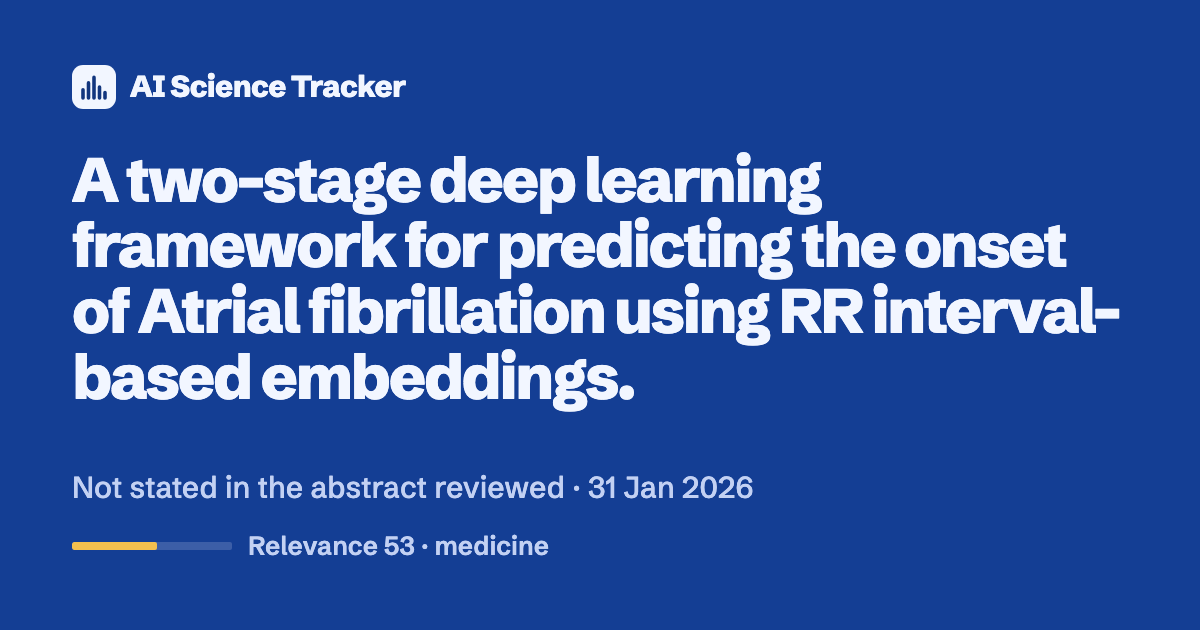 AI Science Tracker
A two-stage deep learning
framework for predicting the onset
of Atrial fibrillation using RR interval-
based embeddings.
Not stated in the abstract reviewed · 31 Jan 2026
Relevance 53 · medicine